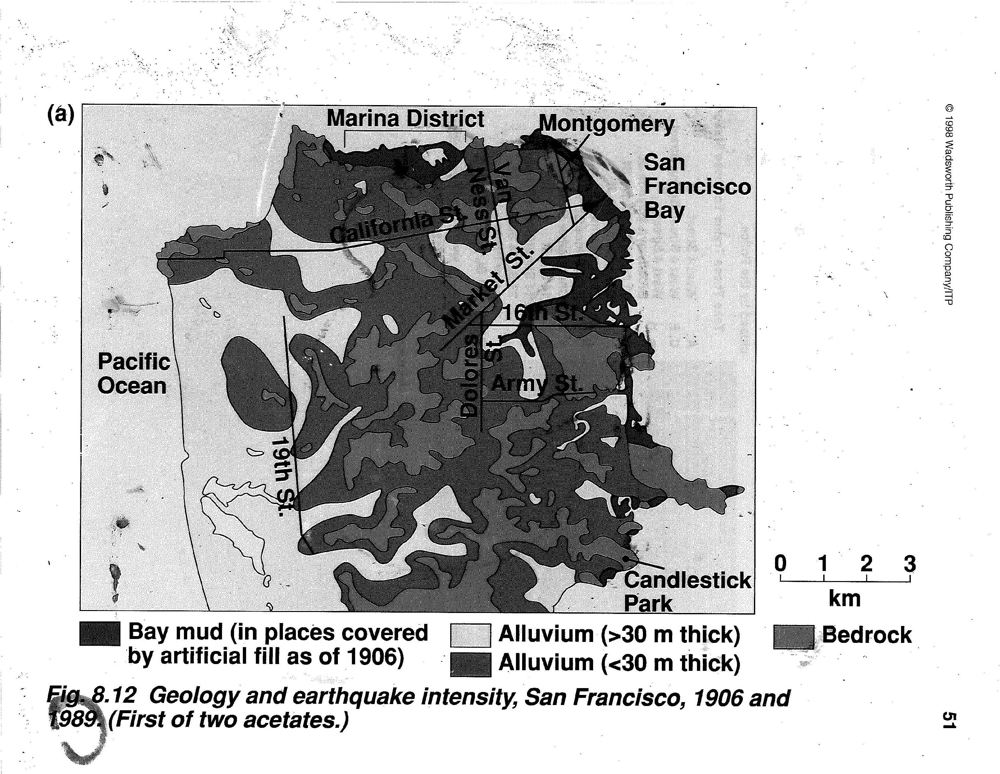 (a)
Marina District
Montgomery
San
Francisco
Bay
Van
Ness St.
California St.
Market St.
16th St.
Dolores
St.
Army St.
Pacific
Ocean
19th St.
Candlestick
Park
0 1 2 3
km
Bay mud (in places covered
by artificial fill as of 1906)
Alluvium (>30 m thick)
Alluvium (<30 m thick)
Bedrock
Fig. 8.12 Geology and earthquake intensity, San Francisco, 1906 and
1989. (First of two acetates.)
© 1998 Wadsworth Publishing Company/ITP
51